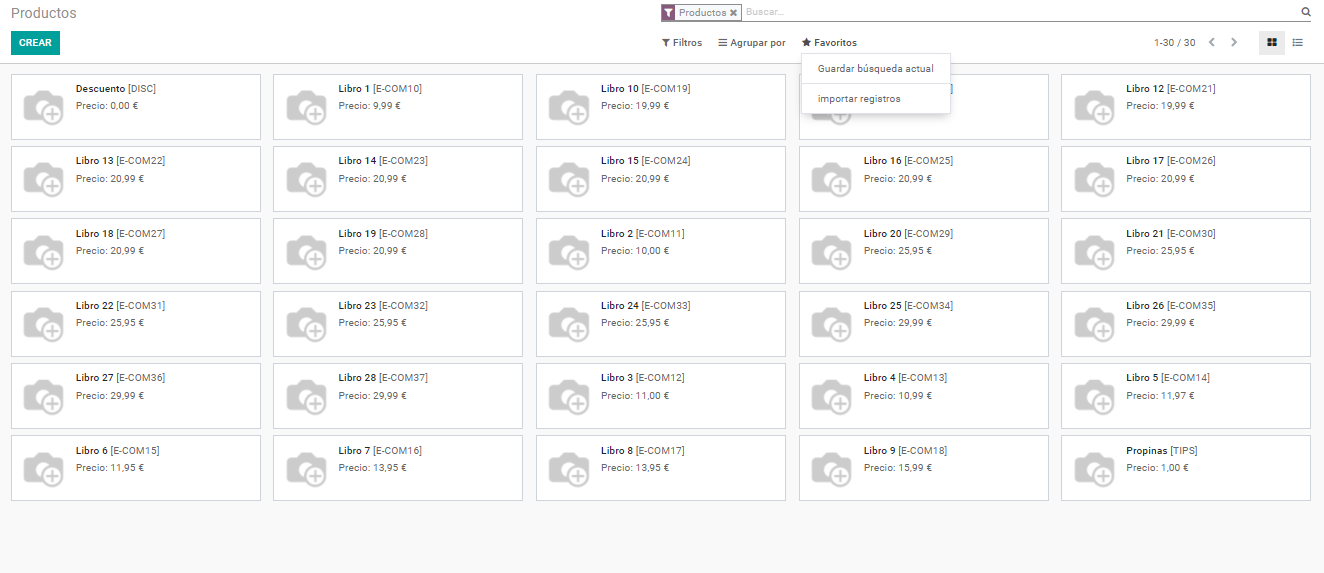 Productos
Productos ✖ Buscar...
CREAR
Filtros Agrupar por Favoritos
1-30 / 30
Guardar búsqueda actual
importar registros
Descuento [DISC]
Precio: 0,00 €
Libro 1 [E-COM10]
Precio: 9,99 €
Libro 10 [E-COM19]
Precio: 19,99 €
]
Libro 12 [E-COM21]
Precio: 19,99 €
Libro 13 [E-COM22]
Precio: 20,99 €
Libro 14 [E-COM23]
Precio: 20,99 €
Libro 15 [E-COM24]
Precio: 20,99 €
Libro 16 [E-COM25]
Precio: 20,99 €
Libro 17 [E-COM26]
Precio: 20,99 €
Libro 18 [E-COM27]
Precio: 20,99 €
Libro 19 [E-COM28]
Precio: 20,99 €
Libro 2 [E-COM11]
Precio: 10,00 €
Libro 20 [E-COM29]
Precio: 25,95 €
Libro 21 [E-COM30]
Precio: 25,95 €
Libro 22 [E-COM31]
Precio: 25,95 €
Libro 23 [E-COM32]
Precio: 25,95 €
Libro 24 [E-COM33]
Precio: 25,95 €
Libro 25 [E-COM34]
Precio: 29,99 €
Libro 26 [E-COM35]
Precio: 29,99 €
Libro 27 [E-COM36]
Precio: 29,99 €
Libro 28 [E-COM37]
Precio: 29,99 €
Libro 3 [E-COM12]
Precio: 11,00 €
Libro 4 [E-COM13]
Precio: 10,99 €
Libro 5 [E-COM14]
Precio: 11,97 €
Libro 6 [E-COM15]
Precio: 11,95 €
Libro 7 [E-COM16]
Precio: 13,95 €
Libro 8 [E-COM17]
Precio: 13,95 €
Libro 9 [E-COM18]
Precio: 15,99 €
Propinas [TIPS]
Precio: 1,00 €